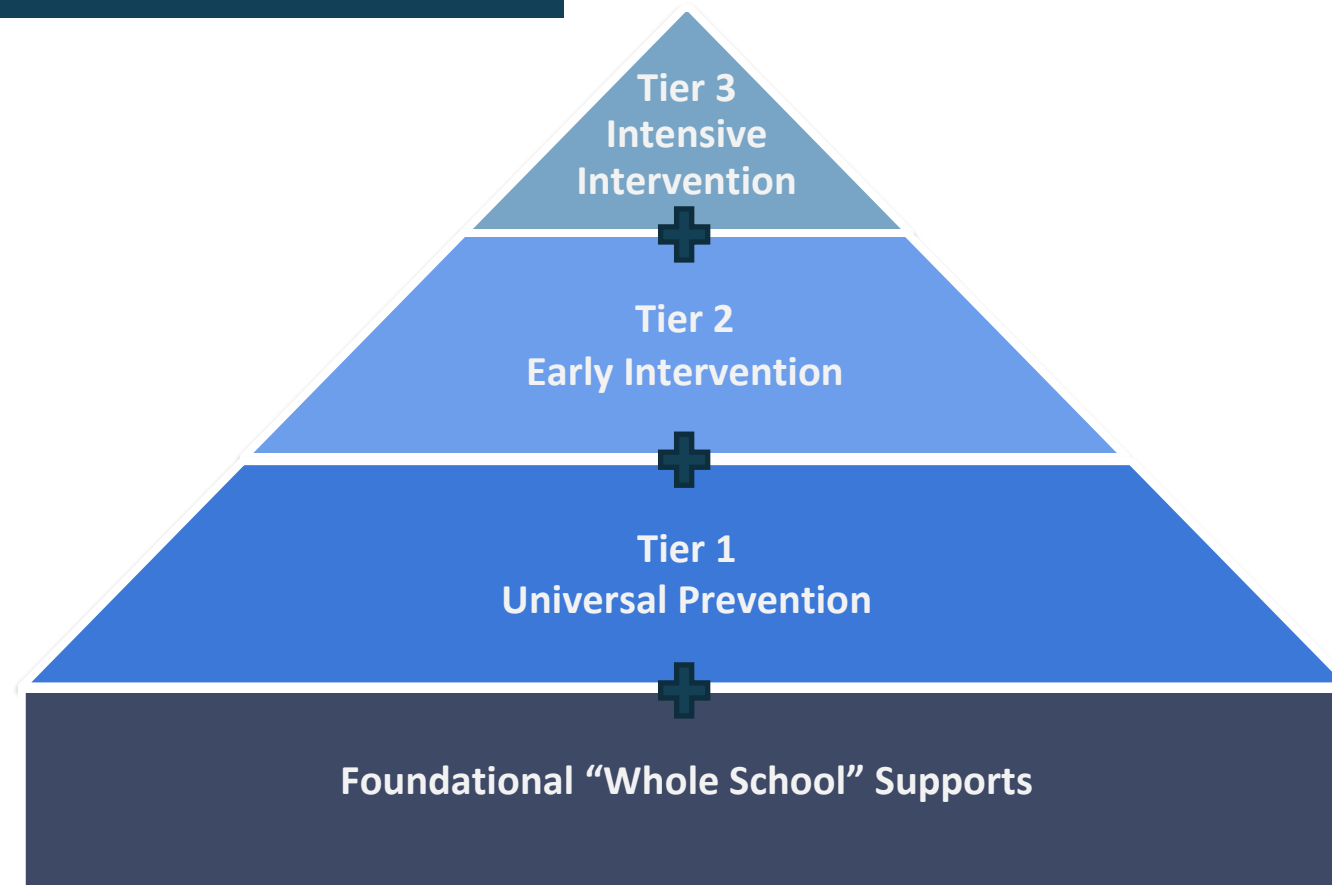 Tier 3
Intensive
Intervention
Tier 2
Early Intervention
Tier 1
Universal Prevention
Foundational “Whole School” Supports